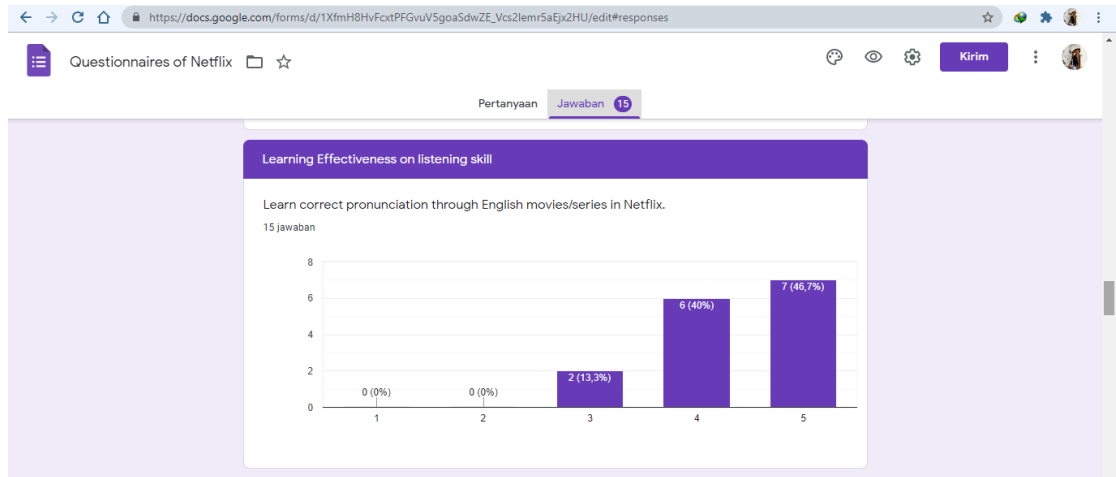 https://docs.google.com/forms/d/1XfmH8HvFcxtPFGvuV5goaSdwZE_Vcs2Iemr5aEjx2HU/edit#responses
Questionnaires of Netflix
Kirim
Pertanyaan
Jawaban 15
Learning Effectiveness on listening skill
Learn correct pronunciation through English movies/series in Netflix.
15 jawaban
8
6
4
2
0
0 (0%)
0 (0%)
2 (13,3%)
6 (40%)
7 (46,7%)
1 2 3 4 5